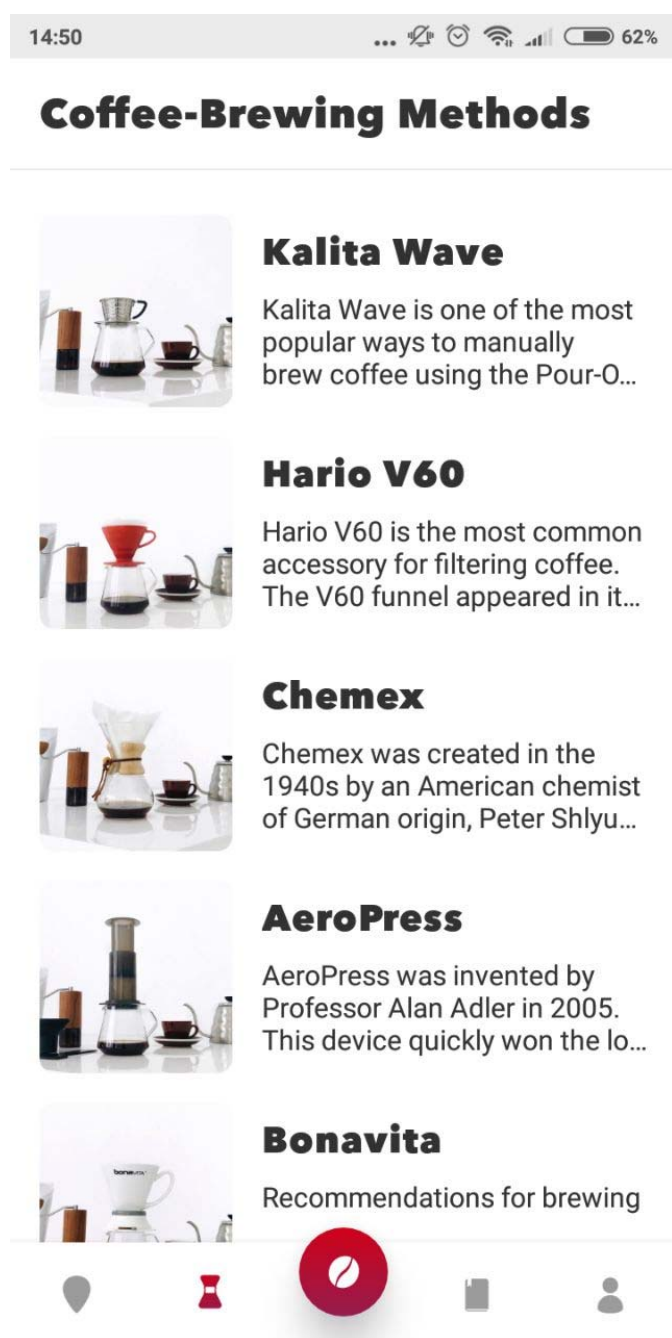 14:50
... 62%
Coffee-Brewing Methods
Kalita Wave
Kalita Wave is one of the most
popular ways to manually
brew coffee using the Pour-O...
Hario V60
Hario V60 is the most common
accessory for filtering coffee.
The V60 funnel appeared in it...
Chemex
Chemex was created in the
1940s by an American chemist
of German origin, Peter Shlyu...
AeroPress
AeroPress was invented by
Professor Alan Adler in 2005.
This device quickly won the lo...
Bonavita
bonavita
Recommendations for brewing